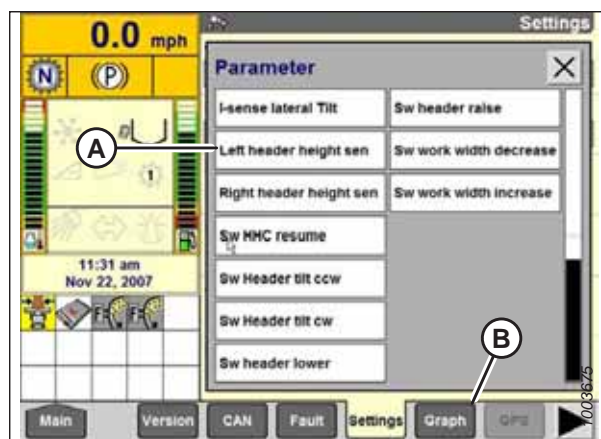 0.0 mph
Settings
N
(P)
Parameter
X
I-sense lateral Tilt
Sw header raise
A
Left header height sen
Sw work width decrease
1
Right header height sen
Sw work width increase
Sw HHC resume
11:31 am
Nov 22, 2007
Sw Header tilt ccw
F=
F=
Sw Header tilt cw
B
Sw header lower
Main
Version
CAN
Fault
Settings
Graph
GPS
1003675